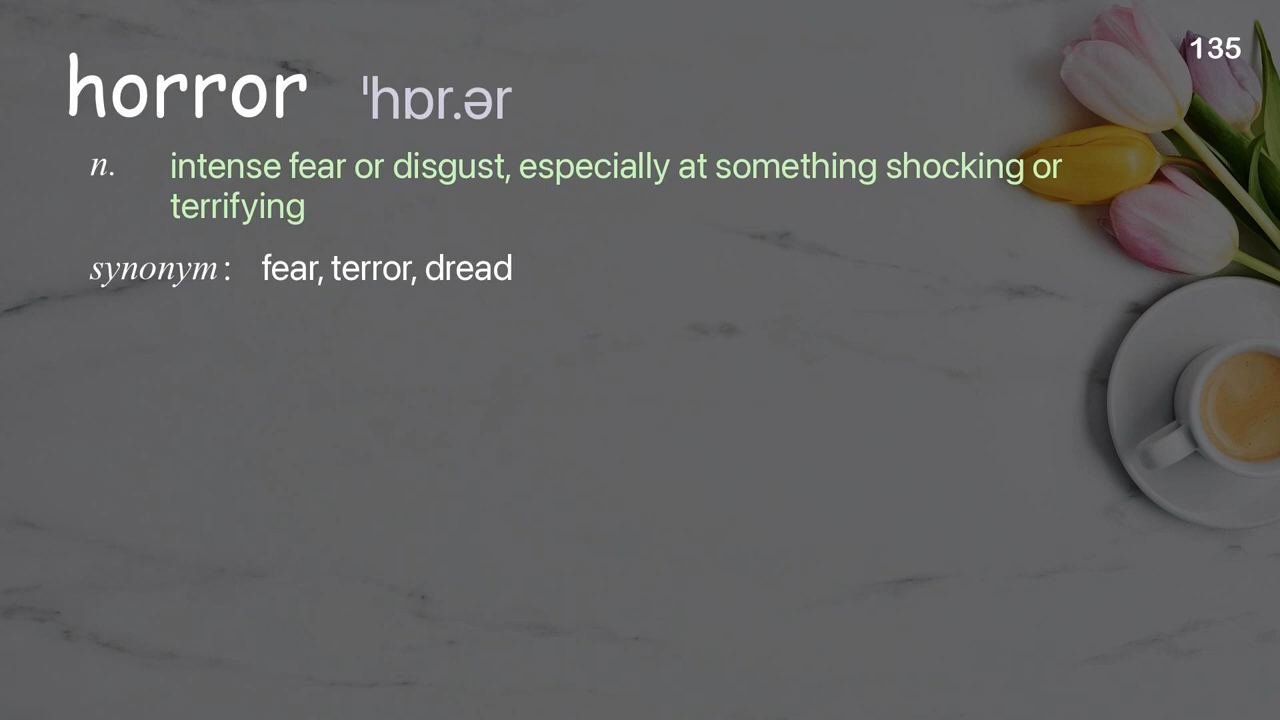 135
horror ˈhɒr.ər
n. intense fear or disgust, especially at something shocking or
terrifying
synonym: fear, terror, dread